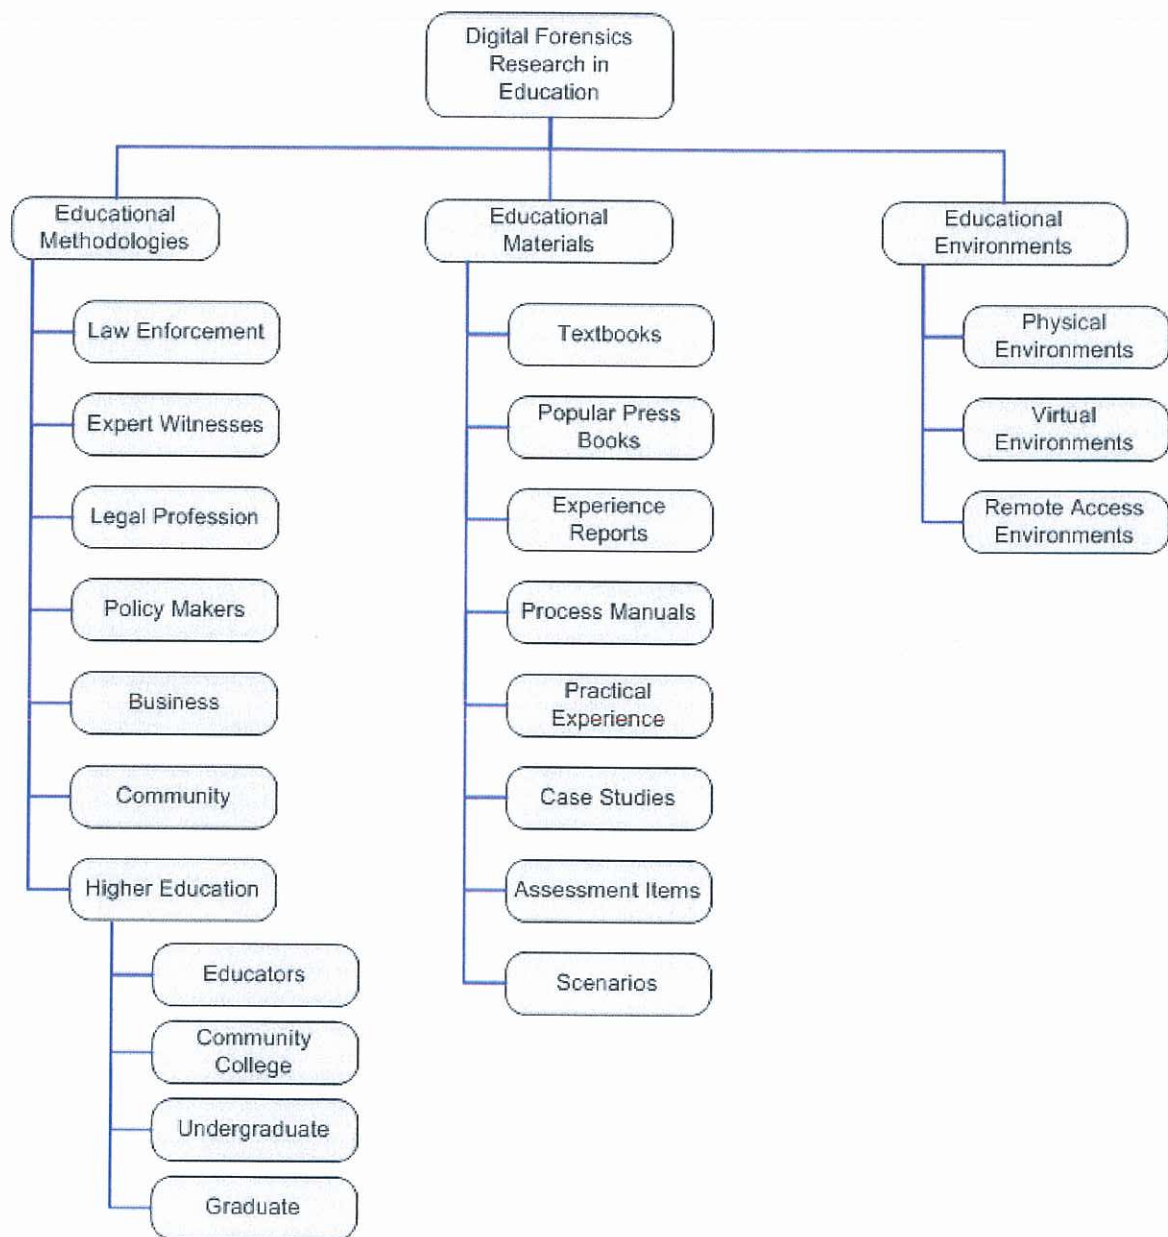 Digital Forensics
Research in
Education
Educational
Methodologies
Law Enforcement
Expert Witnesses
Legal Profession
Policy Makers
Business
Community
Higher Education
Educators
Community
College
Undergraduate
Graduate
Educational
Materials
Textbooks
Popular Press
Books
Experience
Reports
Process Manuals
Practical
Experience
Case Studies
Assessment Items
Scenarios
Educational
Environments
Physical
Environments
Virtual
Environments
Remote Access
Environments